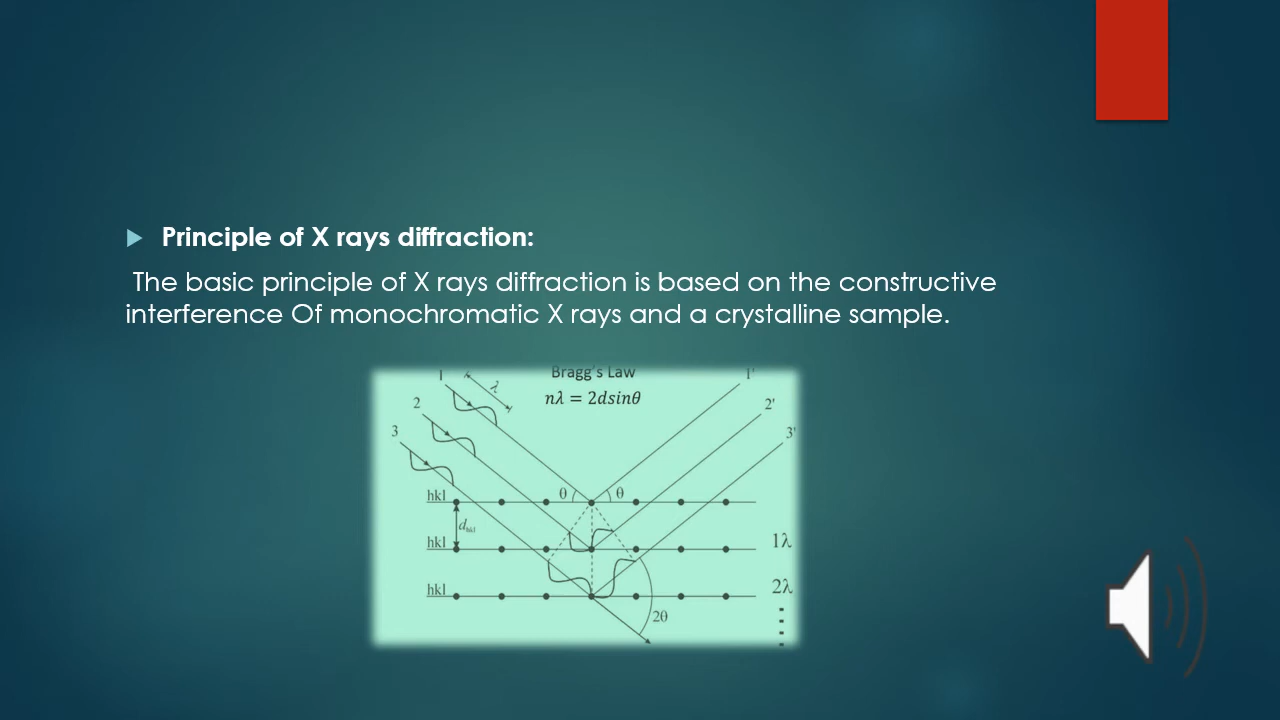 Principle of X rays diffraction:
The basic principle of X rays diffraction is based on the constructive
interference Of monochromatic X rays and a crystalline sample.
Bragg's Law
nλ = 2dsinθ
1
λ
1'
2
2'
3
3'
hkl
θ
θ
d_hkl
hkl
1λ
hkl
2λ
2θ